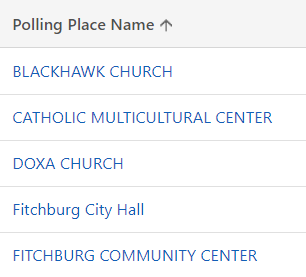 Polling Place Name ↑
BLACKHAWK CHURCH
CATHOLIC MULTICULTURAL CENTER
DOXA CHURCH
Fitchburg City Hall
FITCHBURG COMMUNITY CENTER